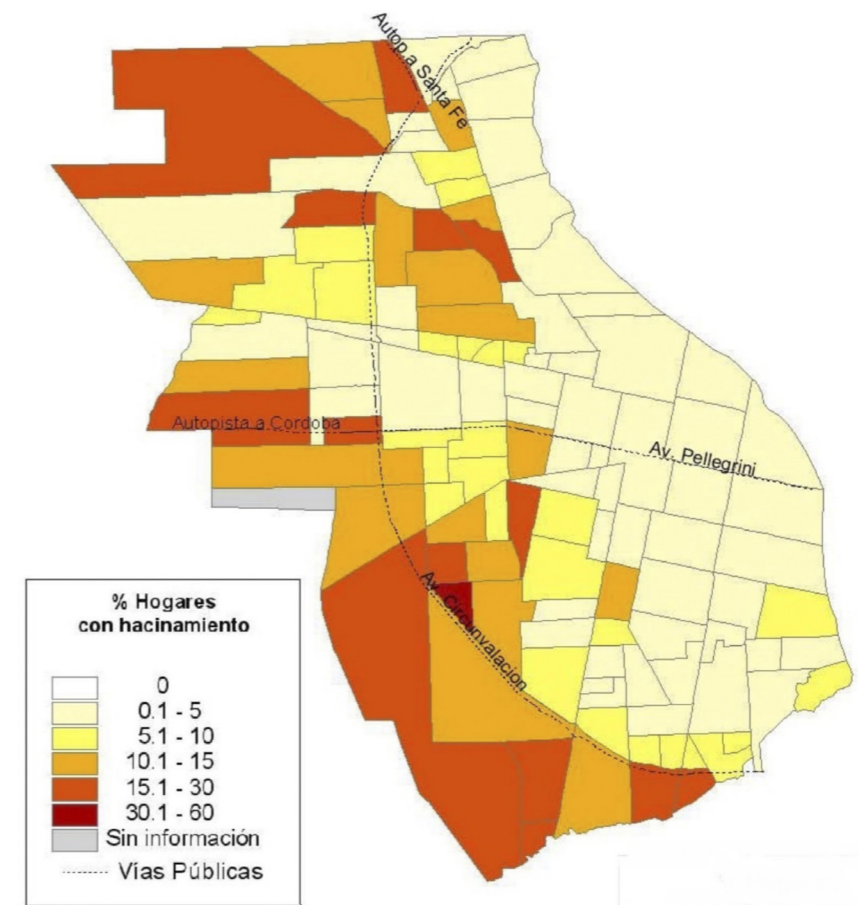 Autop.a Santa Fe
Autopista a Cordoba
Av. Pellegrini
Av. Circunvalacion
% Hogares
con hacinamiento
0
0.1 - 5
5.1 - 10
10.1 - 15
15.1 - 30
30.1 - 60
Sin información
Vías Públicas